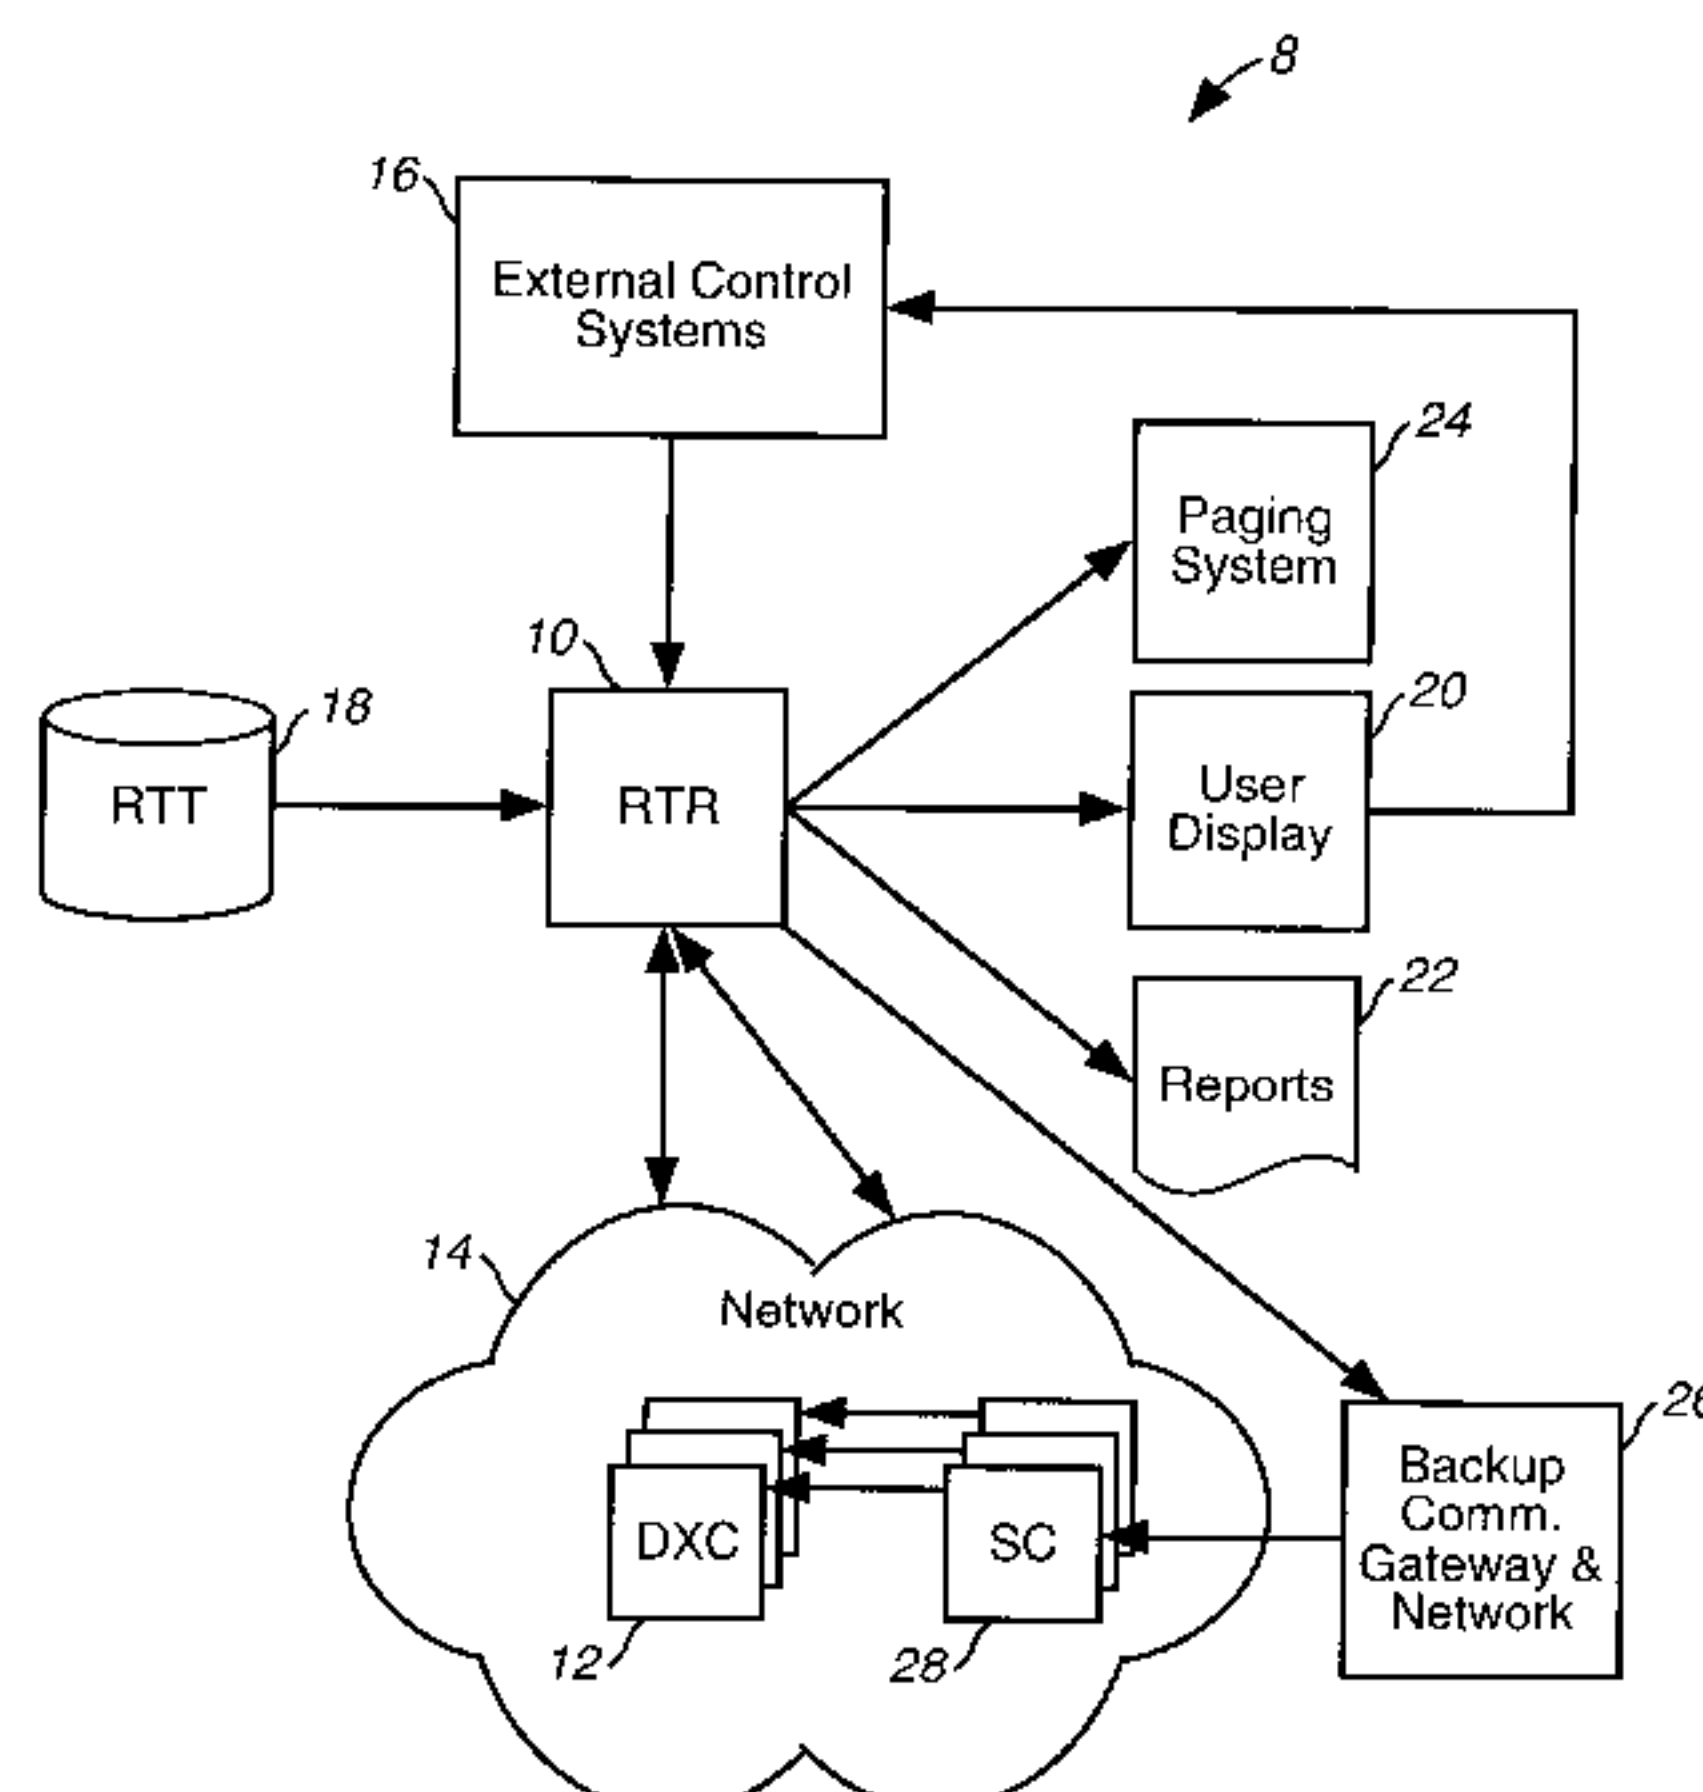 8
16
External Control
Systems
24
Paging
System
10
18
RTT
RTR
20
User
Display
22
Reports
14
Network
26
Backup
Comm.
Gateway &
Network
DXC
SC
12
28